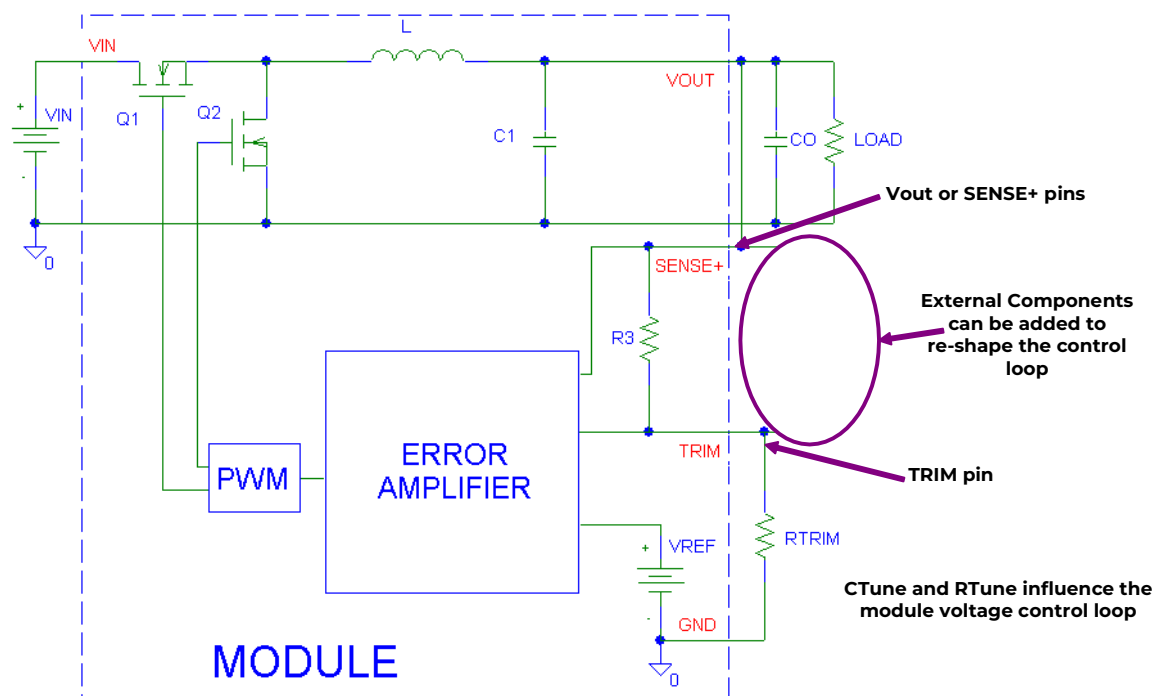 L
VIN
VOUT
+
VIN
Q1
Q2
C1
CO
LOAD
-
0
Vout or SENSE+ pins
SENSE+
External Components
can be added to
re-shape the control
loop
R3
TRIM
TRIM pin
PWM
ERROR
AMPLIFIER
+
VREF
RTRIM
-
GND
0
CTune and RTune influence the
module voltage control loop
MODULE